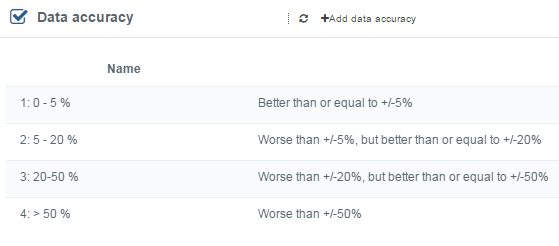 Data accuracy
+Add data accuracy
Name
1: 0 - 5 % Better than or equal to +/-5%
2: 5 - 20 % Worse than +/-5%, but better than or equal to +/-20%
3: 20-50 % Worse than +/-20%, but better than or equal to +/-50%
4: > 50 % Worse than +/-50%